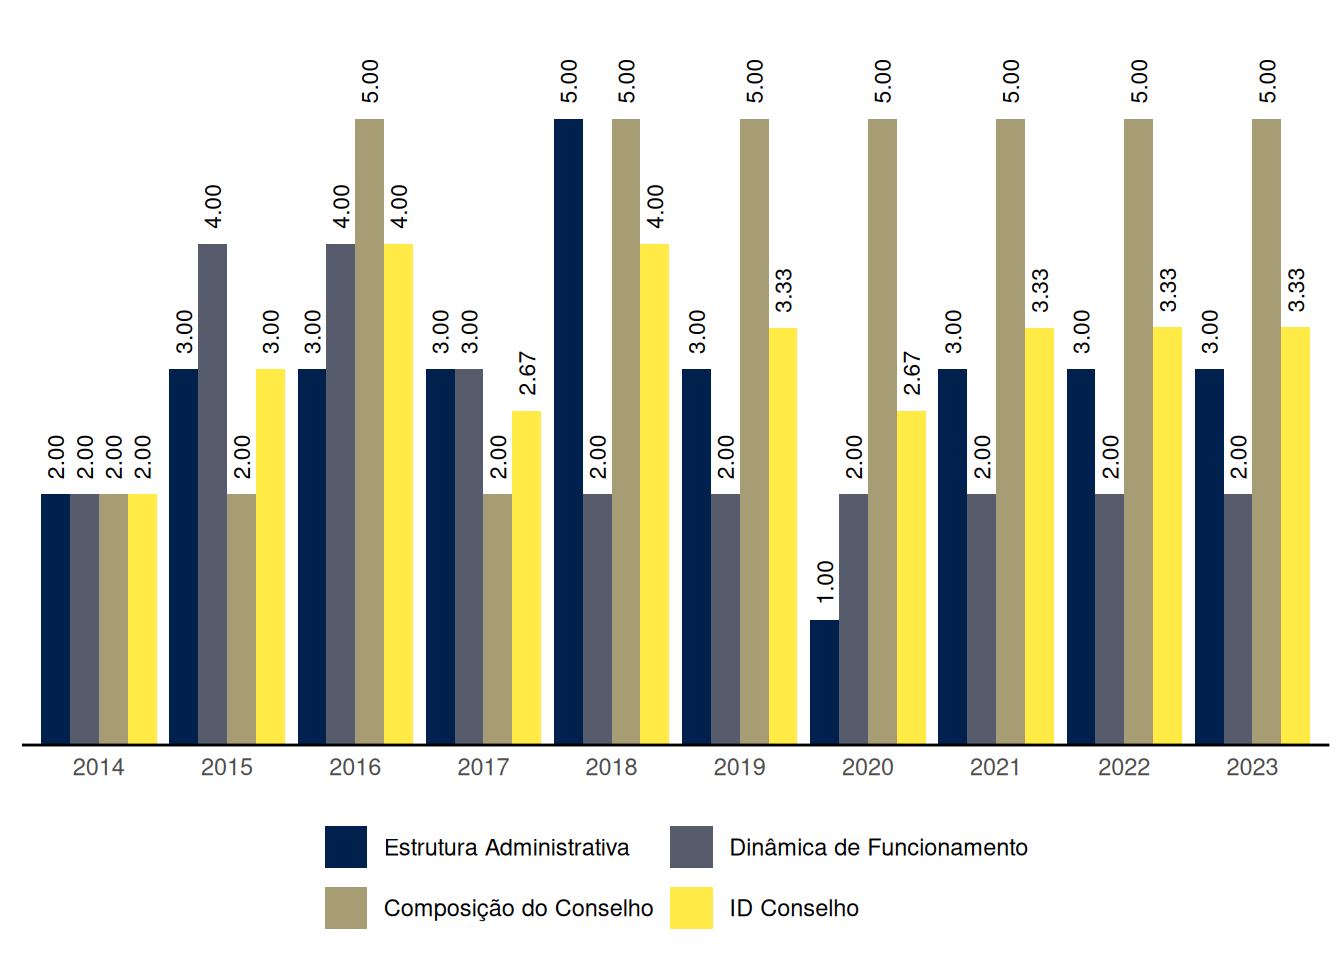 2.00 2.00 2.00 2.00
3.00 4.00 2.00 3.00
3.00 4.00 5.00 4.00
3.00 3.00 2.00 2.67
5.00 2.00 5.00 4.00
3.00 2.00 5.00 3.33
1.00 2.00 5.00 2.67
3.00 2.00 5.00 3.33
3.00 2.00 5.00 3.33
3.00 2.00 5.00 3.33
2014 2015 2016 2017 2018 2019 2020 2021 2022 2023
Estrutura Administrativa Dinâmica de Funcionamento
Composição do Conselho ID Conselho